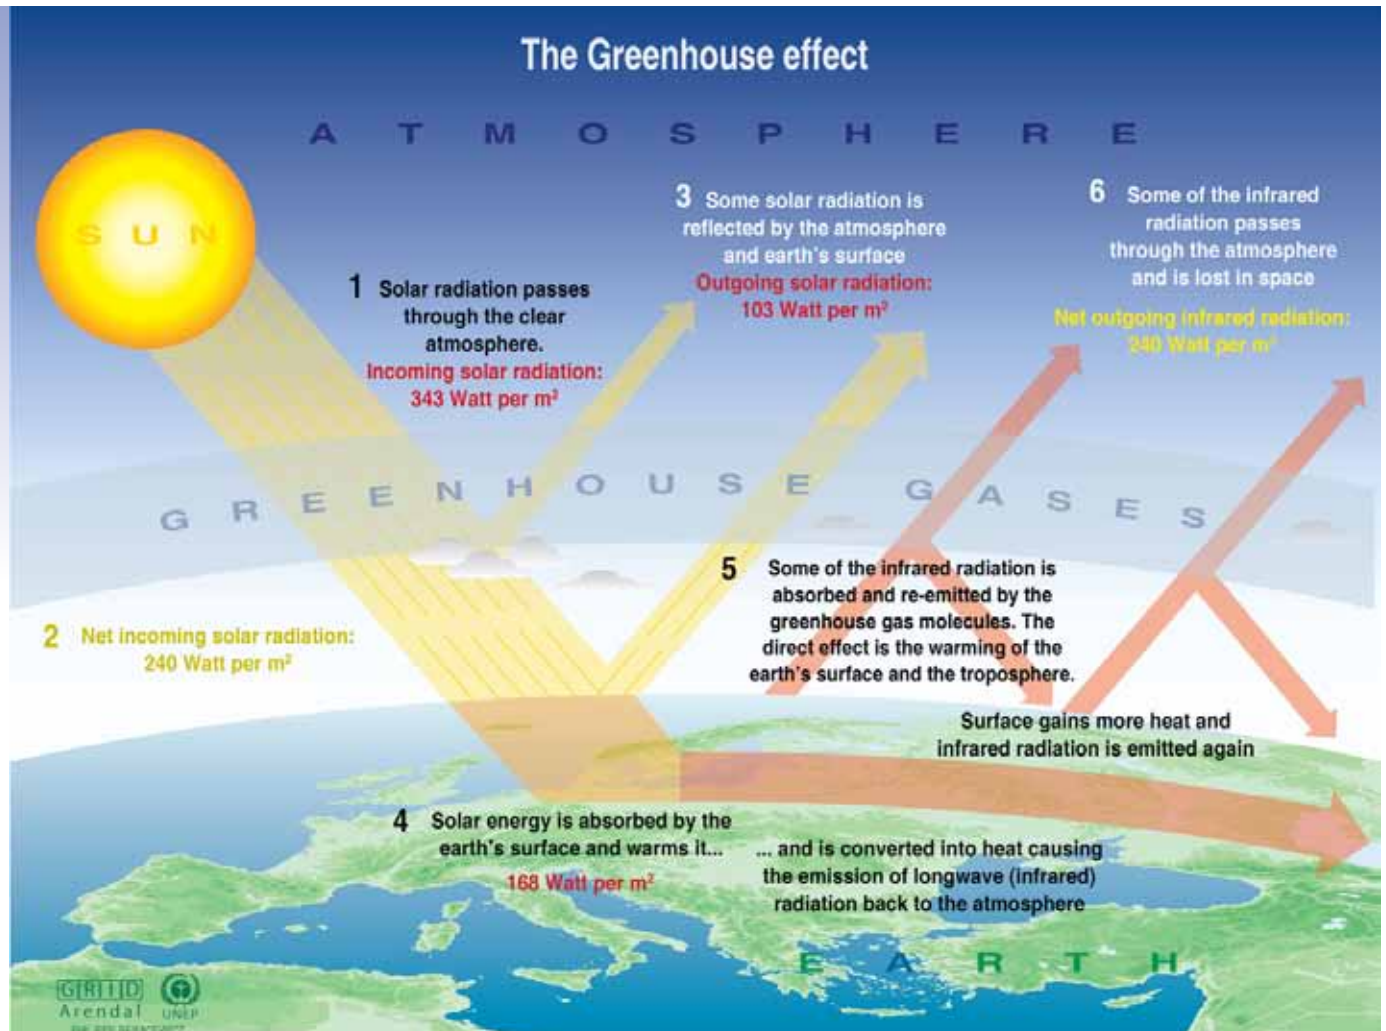 The Greenhouse effect
ATMOSPHERE
SUN
1 Solar radiation passes
through the clear
atmosphere.
Incoming solar radiation:
343 Watt per m²
3 Some solar radiation is
reflected by the atmosphere
and earth's surface
Outgoing solar radiation:
103 Watt per m²
6 Some of the infrared
radiation passes
through the atmosphere
and is lost in space
Net outgoing infrared radiation:
240 Watt per m²
GREENHOUSE GASES
2 Net incoming solar radiation:
240 Watt per m²
5 Some of the infrared radiation is
absorbed and re-emitted by the
greenhouse gas molecules. The
direct effect is the warming of the
earth's surface and the troposphere.
Surface gains more heat and
infrared radiation is emitted again
4 Solar energy is absorbed by the
earth's surface and warms it...
168 Watt per m²
... and is converted into heat causing
the emission of longwave (infrared)
radiation back to the atmosphere
EARTH
GRID
Arendal
UNEP